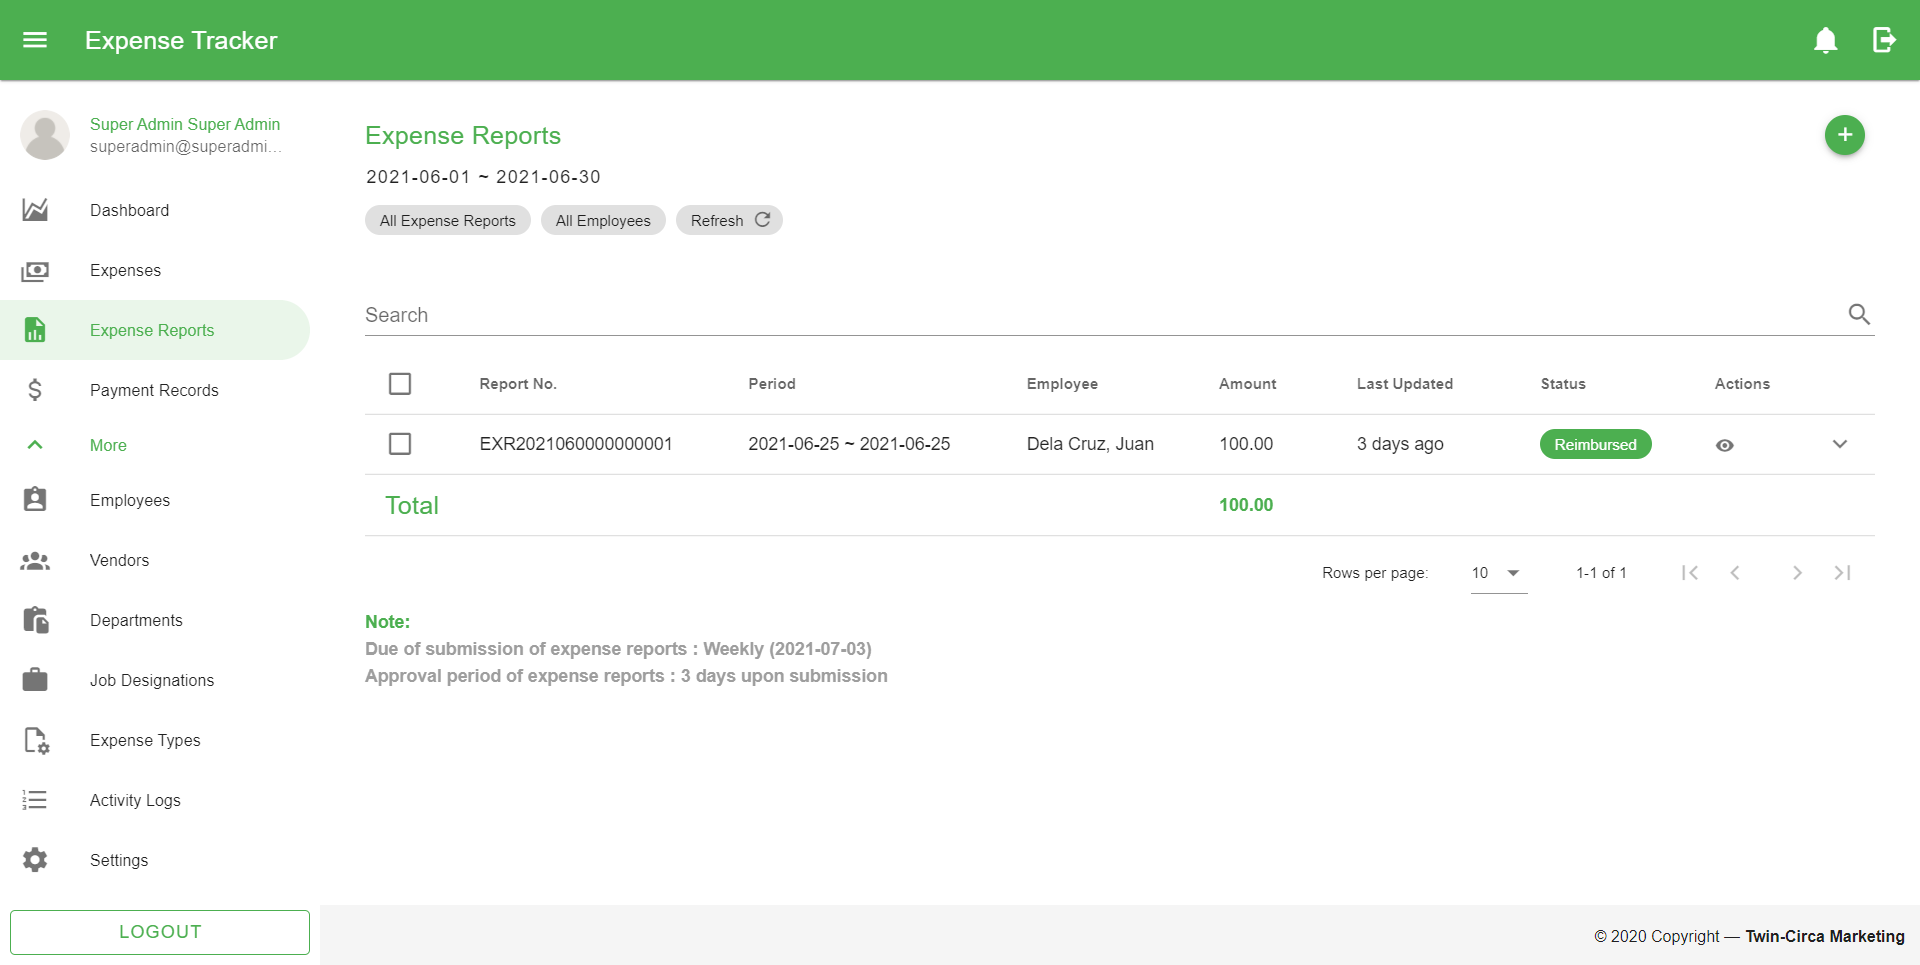 Expense Tracker
Super Admin Super Admin
superadmin@superadmi...
Dashboard
Expenses
Expense Reports
Payment Records
More
Employees
Vendors
Departments
Job Designations
Expense Types
Activity Logs
Settings
LOGOUT
Expense Reports
2021-06-01 ~ 2021-06-30
All Expense Reports All Employees Refresh
Search
Report No. Period Employee Amount Last Updated Status Actions
EXR2021060000000001 2021-06-25 ~ 2021-06-25 Dela Cruz, Juan 100.00 3 days ago Reimbursed
Total 100.00
Rows per page: 10 1-1 of 1
Note:
Due of submission of expense reports : Weekly (2021-07-03)
Approval period of expense reports : 3 days upon submission
© 2020 Copyright — Twin-Circa Marketing